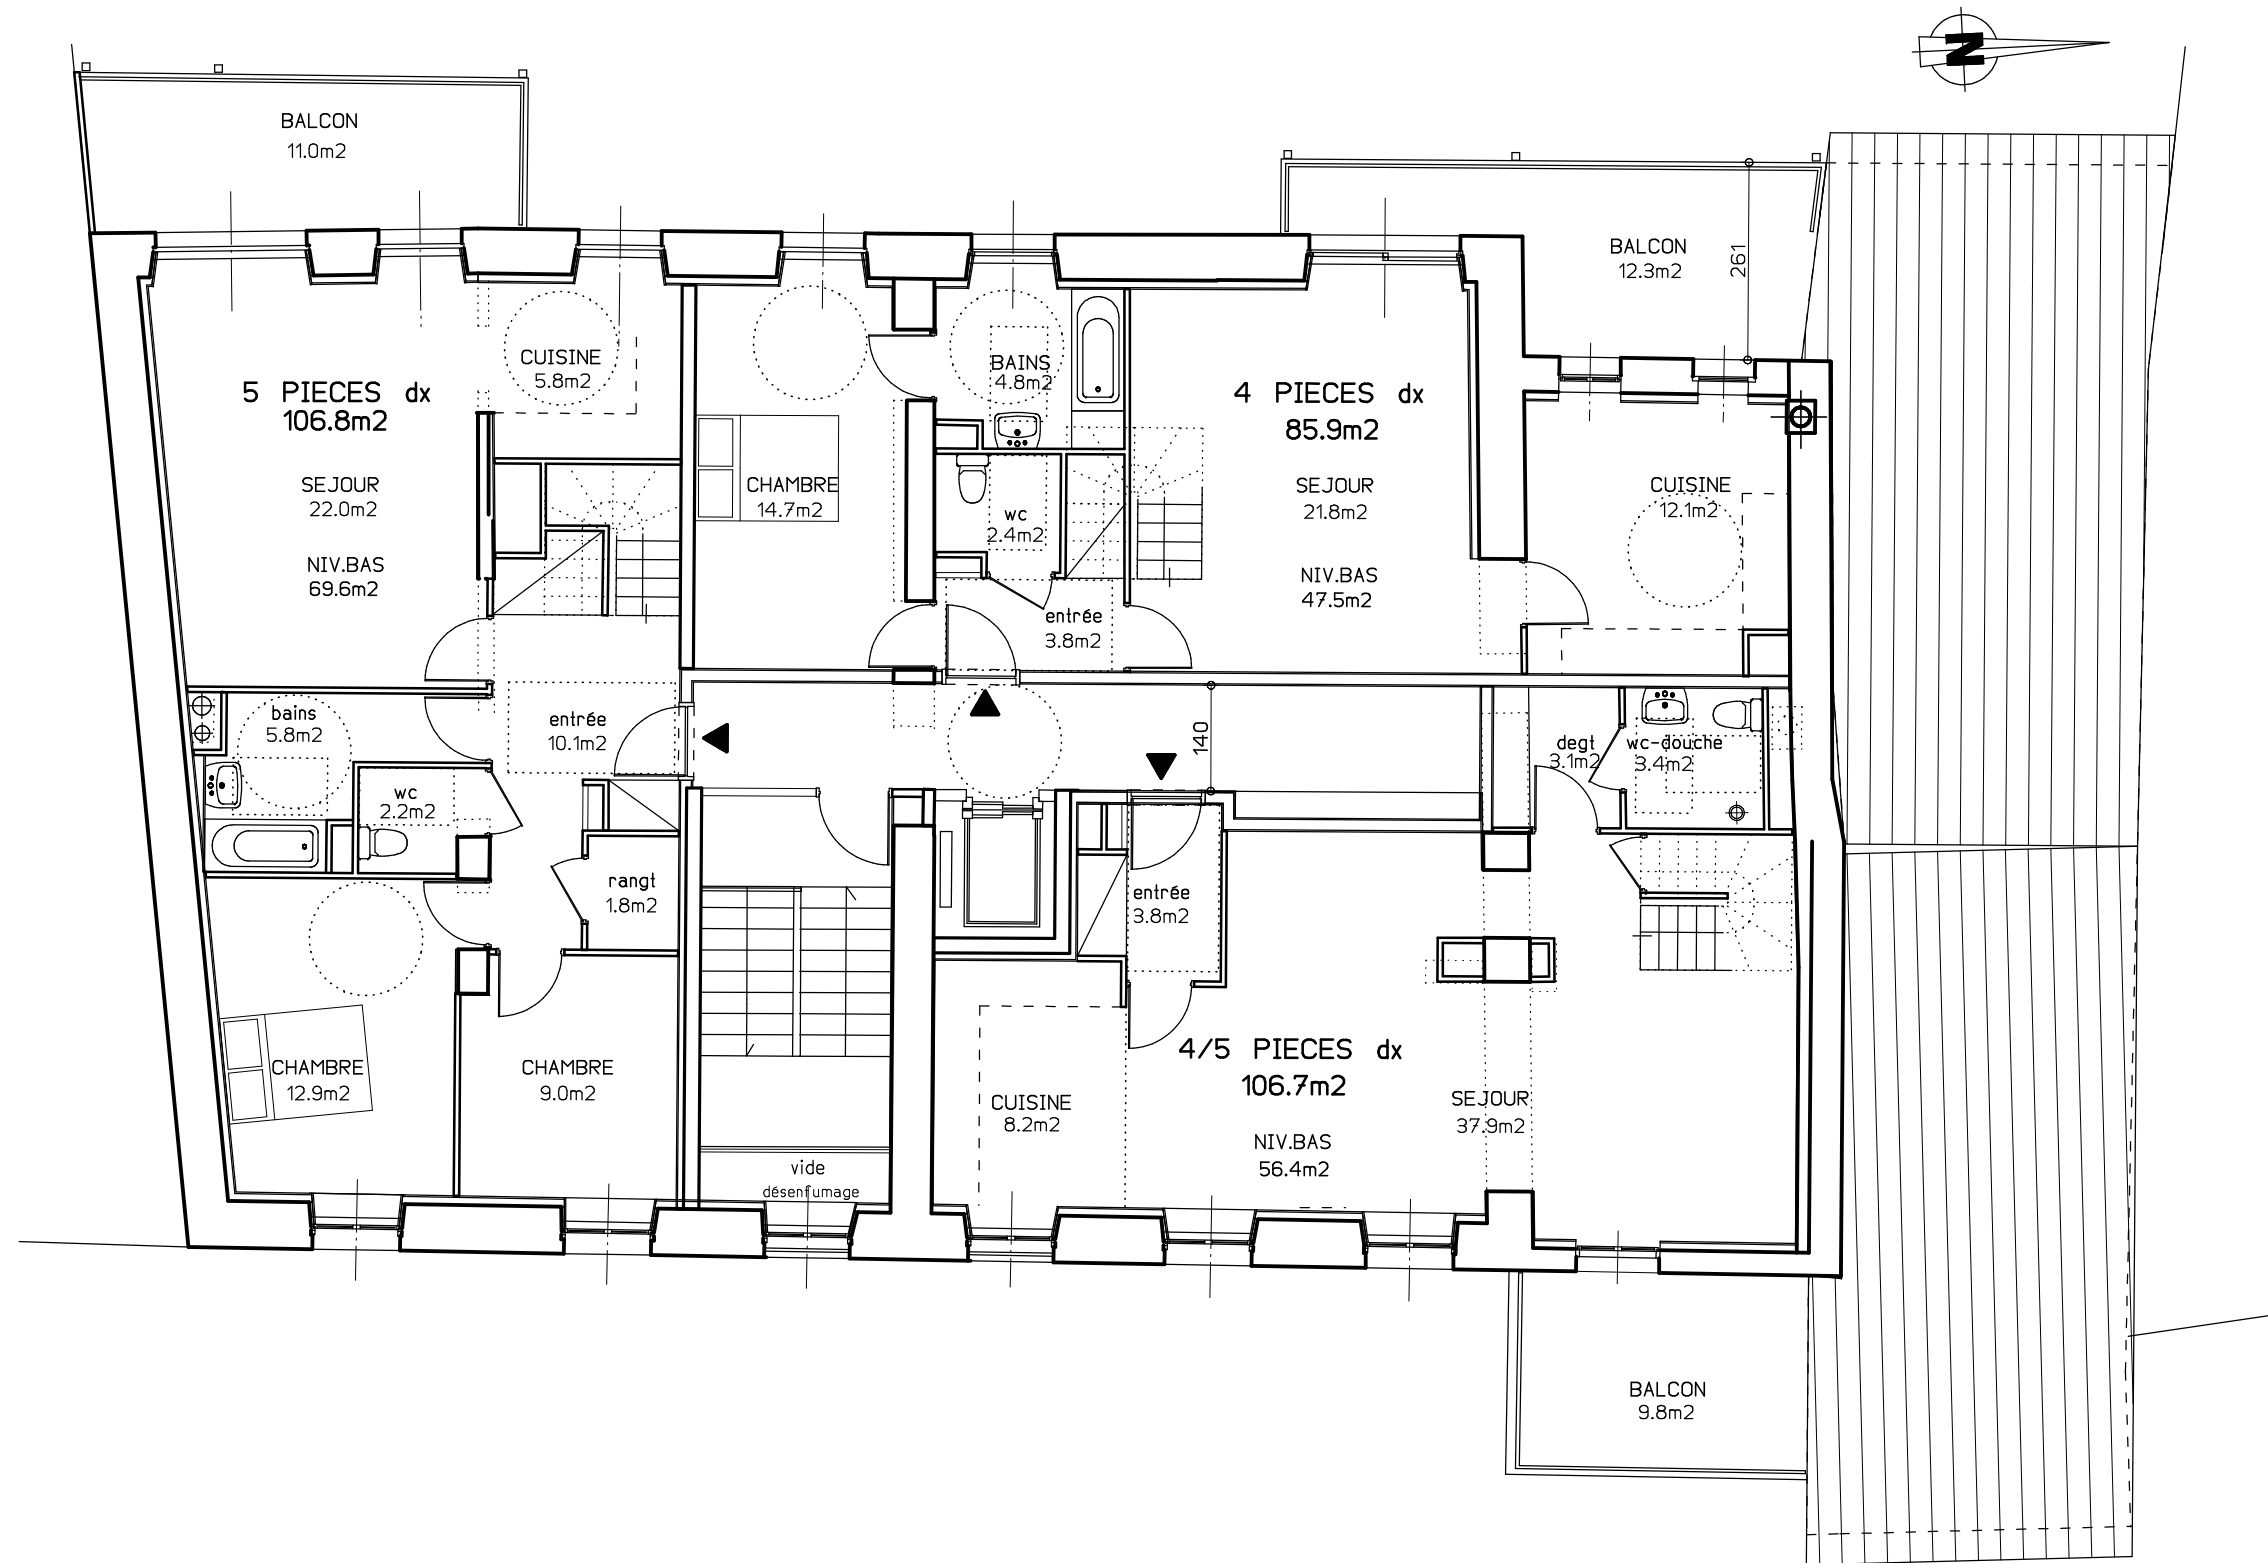 N
BALCON
11.0m2
BALCON
12.3m2
261
CUISINE
5.8m2
5 PIECES dx
106.8m2
SEJOUR
22.0m2
NIV.BAS
69.6m2
CHAMBRE
14.7m2
BAINS
4.8m2
wc
2.4m2
entrée
3.8m2
4 PIECES dx
85.9m2
SEJOUR
21.8m2
NIV.BAS
47.5m2
CUISINE
12.1m2
bains
5.8m2
entrée
10.1m2
wc
2.2m2
rangt
1.8m2
140
degt
3.1m2
wc-douche
3.4m2
entrée
3.8m2
CHAMBRE
12.9m2
CHAMBRE
9.0m2
vide
désenfumage
CUISINE
8.2m2
4/5 PIECES dx
106.7m2
NIV.BAS
56.4m2
SEJOUR
37.9m2
BALCON
9.8m2